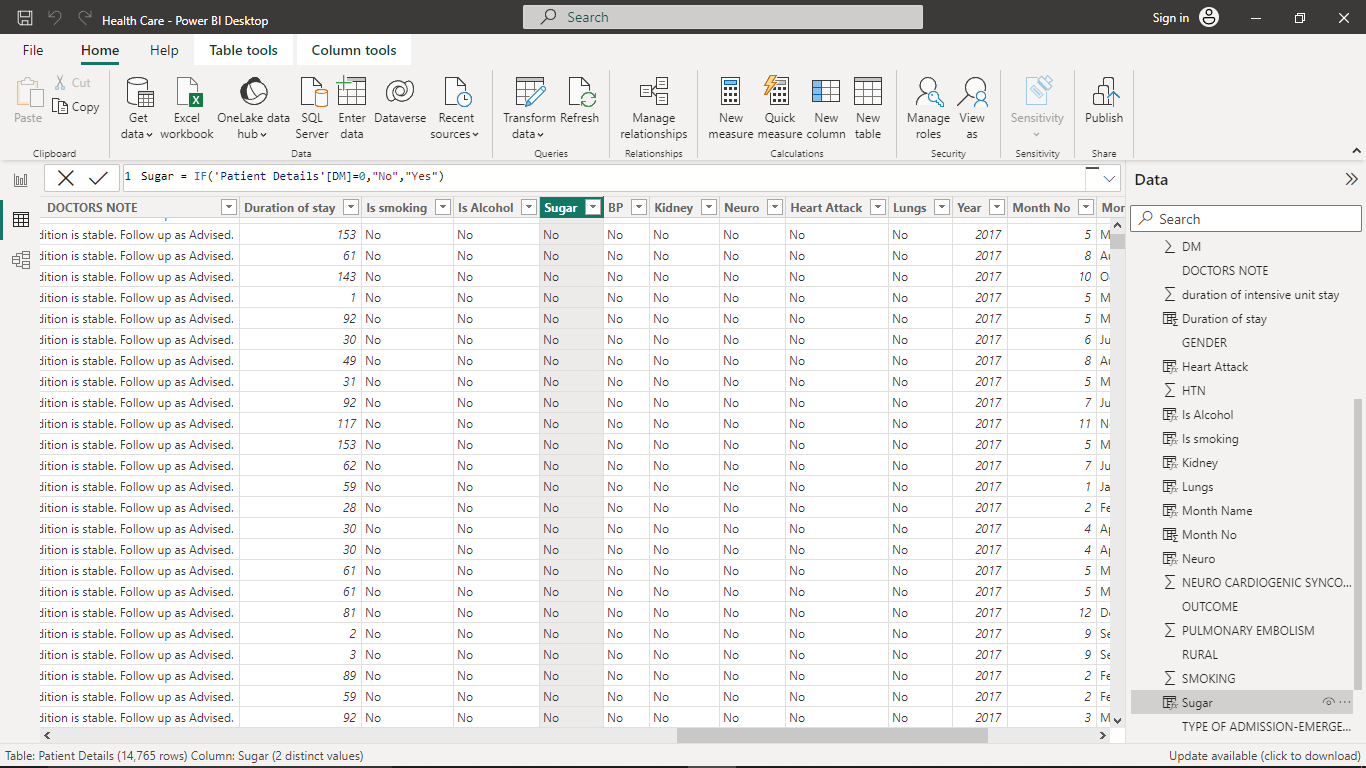 Health Care - Power BI Desktop
Search
Sign in
File Home Help Table tools Column tools
Paste
Cut
Copy
Clipboard
Get data
Excel workbook
OneLake data hub
SQL Server
Enter data
Dataverse
Recent sources
Data
Transform data
Refresh
Queries
Manage relationships
Relationships
New measure
Quick measure
New column
New table
Calculations
Manage roles
View as
Security
Sensitivity
Sensitivity
Publish
Share
1 Sugar = IF('Patient Details'[DM]=0,"No","Yes")
DOCTORS NOTE Duration of stay Is smoking Is Alcohol Sugar BP Kidney Neuro Heart Attack Lungs Year Month No Mor
dition is stable. Follow up as Advised. 153 No No No No No No No No 2017 5 M
dition is stable. Follow up as Advised. 61 No No No No No No No No 2017 8 Au
dition is stable. Follow up as Advised. 143 No No No No No No No No 2017 10 O
dition is stable. Follow up as Advised. 1 No No No No No No No No 2017 5 M
dition is stable. Follow up as Advised. 92 No No No No No No No No 2017 5 M
dition is stable. Follow up as Advised. 30 No No No No No No No No 2017 6 Ju
dition is stable. Follow up as Advised. 49 No No No No No No No No 2017 8 Au
dition is stable. Follow up as Advised. 31 No No No No No No No No 2017 5 M
dition is stable. Follow up as Advised. 92 No No No No No No No No 2017 7 Ju
dition is stable. Follow up as Advised. 117 No No No No No No No No 2017 11 N
dition is stable. Follow up as Advised. 153 No No No No No No No No 2017 5 M
dition is stable. Follow up as Advised. 62 No No No No No No No No 2017 7 Ju
dition is stable. Follow up as Advised. 59 No No No No No No No No 2017 1 Ja
dition is stable. Follow up as Advised. 28 No No No No No No No No 2017 2 Fe
dition is stable. Follow up as Advised. 30 No No No No No No No No 2017 4 Ap
dition is stable. Follow up as Advised. 30 No No No No No No No No 2017 4 Ap
dition is stable. Follow up as Advised. 61 No No No No No No No No 2017 5 M
dition is stable. Follow up as Advised. 61 No No No No No No No No 2017 5 M
dition is stable. Follow up as Advised. 81 No No No No No No No No 2017 12 De
dition is stable. Follow up as Advised. 2 No No No No No No No No 2017 9 Se
dition is stable. Follow up as Advised. 3 No No No No No No No No 2017 9 Se
dition is stable. Follow up as Advised. 89 No No No No No No No No 2017 2 Fe
dition is stable. Follow up as Advised. 59 No No No No No No No No 2017 2 Fe
dition is stable. Follow up as Advised. 92 No No No No No No No No 2017 3 M
Data
Search
DM
DOCTORS NOTE
duration of intensive unit stay
Duration of stay
GENDER
Heart Attack
HTN
Is Alcohol
Is smoking
Kidney
Lungs
Month Name
Month No
Neuro
NEURO CARDIOGENIC SYNCO...
OUTCOME
PULMONARY EMBOLISM
RURAL
SMOKING
Sugar
TYPE OF ADMISSION-EMERGE...
Table: Patient Details (14,765 rows) Column: Sugar (2 distinct values)
Update available (click to download)